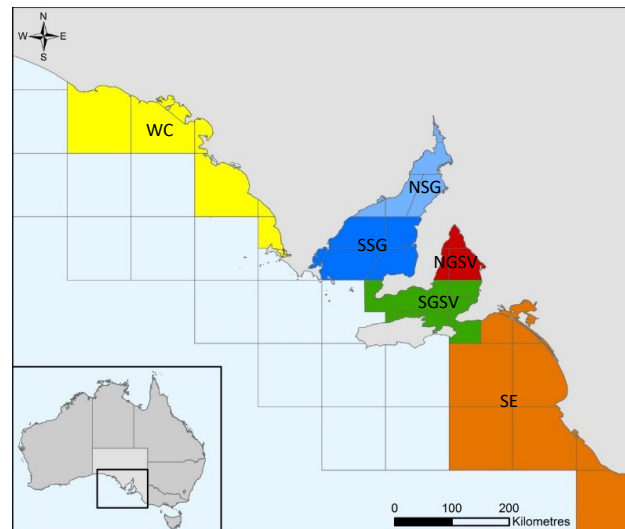 N
W E
S
WC
NSG
SSG
NGSV
SGSV
SE
0 100 200
Kilometres